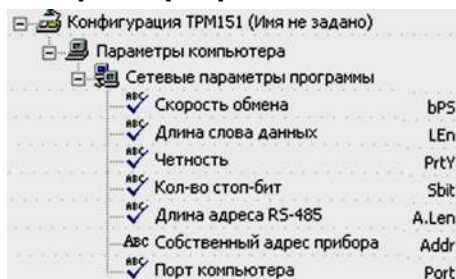 Конфигурация ТРМ151 (Имя не задано)
Параметры компьютера
Сетевые параметры программы
Скорость обмена bPS
Длина слова данных LEn
Четность PrtY
Кол-во стоп-бит Sbit
Длина адреса RS-485 A.Len
Собственный адрес прибора Addr
Порт компьютера Port